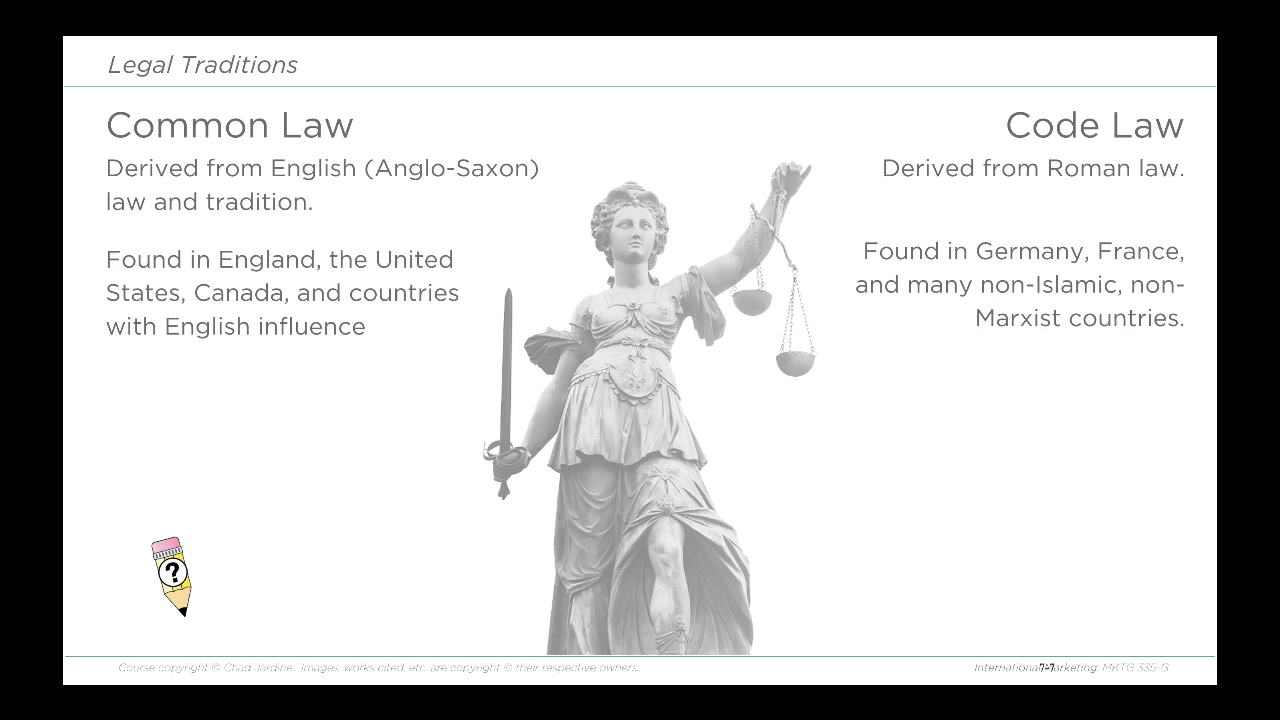 Legal Traditions
Common Law
Derived from English (Anglo-Saxon)
law and tradition.
Found in England, the United
States, Canada, and countries
with English influence
Code Law
Derived from Roman law.
Found in Germany, France,
and many non-Islamic, non-
Marxist countries.
?
Course copyright © Chad Jardine. Images, works cited, etc. are copyright © their respective owners.
International Marketing: MKTG 335-G
7-7